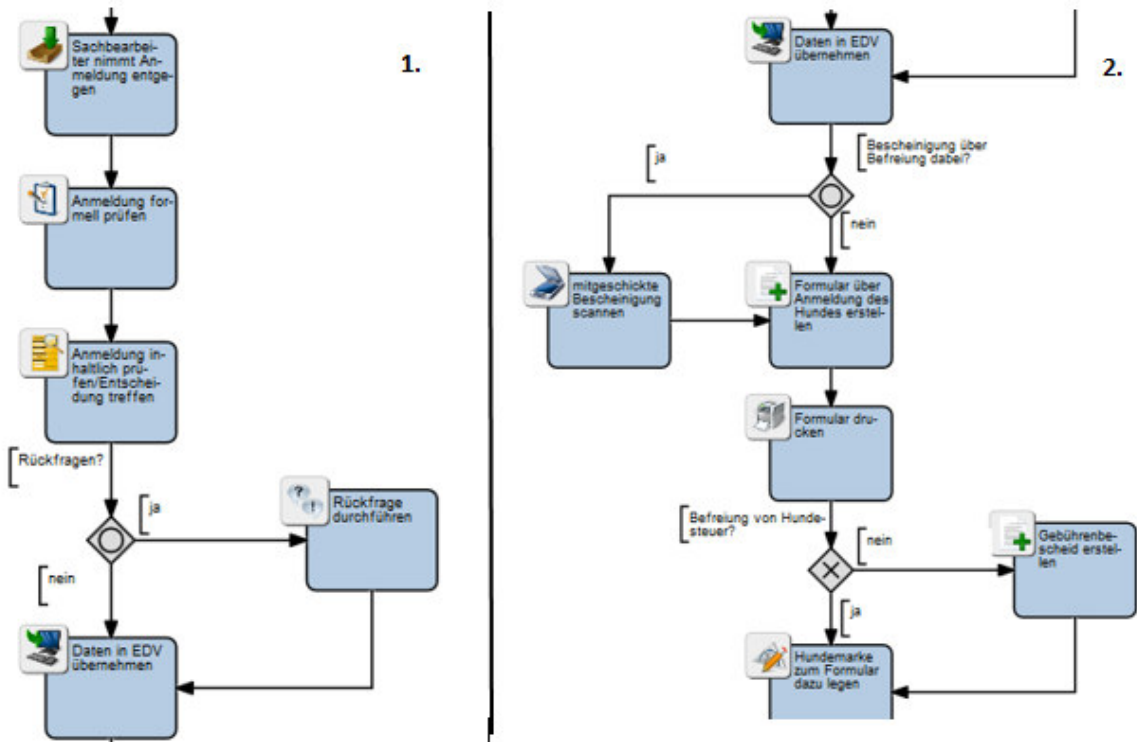 1.
Sachbearbei-
ter nimmt An-
meldung entge-
gen
Anmeldung for-
mell prüfen
Anmeldung in-
haltlich prü-
fen/Entschei-
dung treffen
Rückfragen?
ja
Rückfrage
durchführen
nein
Daten in EDV
übernehmen
2.
Daten in EDV
übernehmen
Bescheinigung über
Befreiung dabei?
ja
nein
mitgeschickte
Bescheinigung
scannen
Formular über
Anmeldung des
Hundes erstel-
len
Formular dru-
cken
Befreiung von Hunde-
steuer?
nein
Gebührenbe-
scheid erstel-
len
ja
Hundemarke
zum Formular
dazu legen